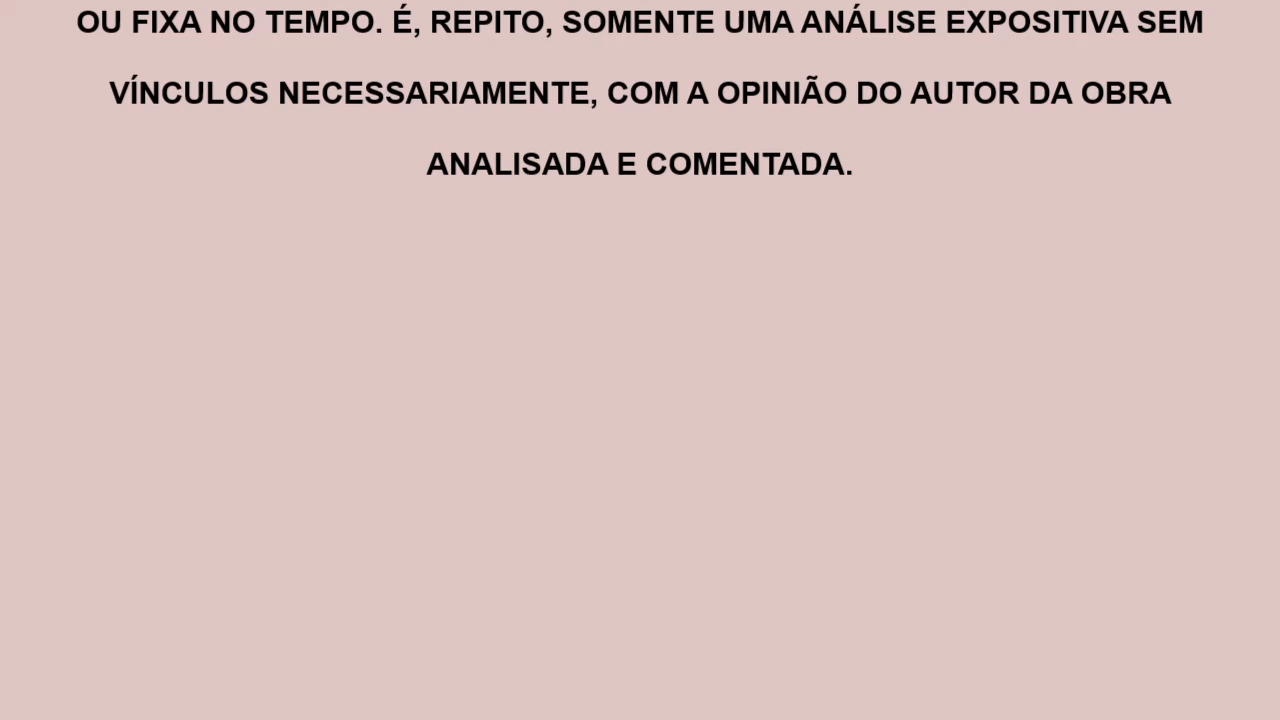 OU FIXA NO TEMPO. É, REPITO, SOMENTE UMA ANÁLISE EXPOSITIVA SEM
VÍNCULOS NECESSARIAMENTE, COM A OPINIÃO DO AUTOR DA OBRA
ANALISADA E COMENTADA.